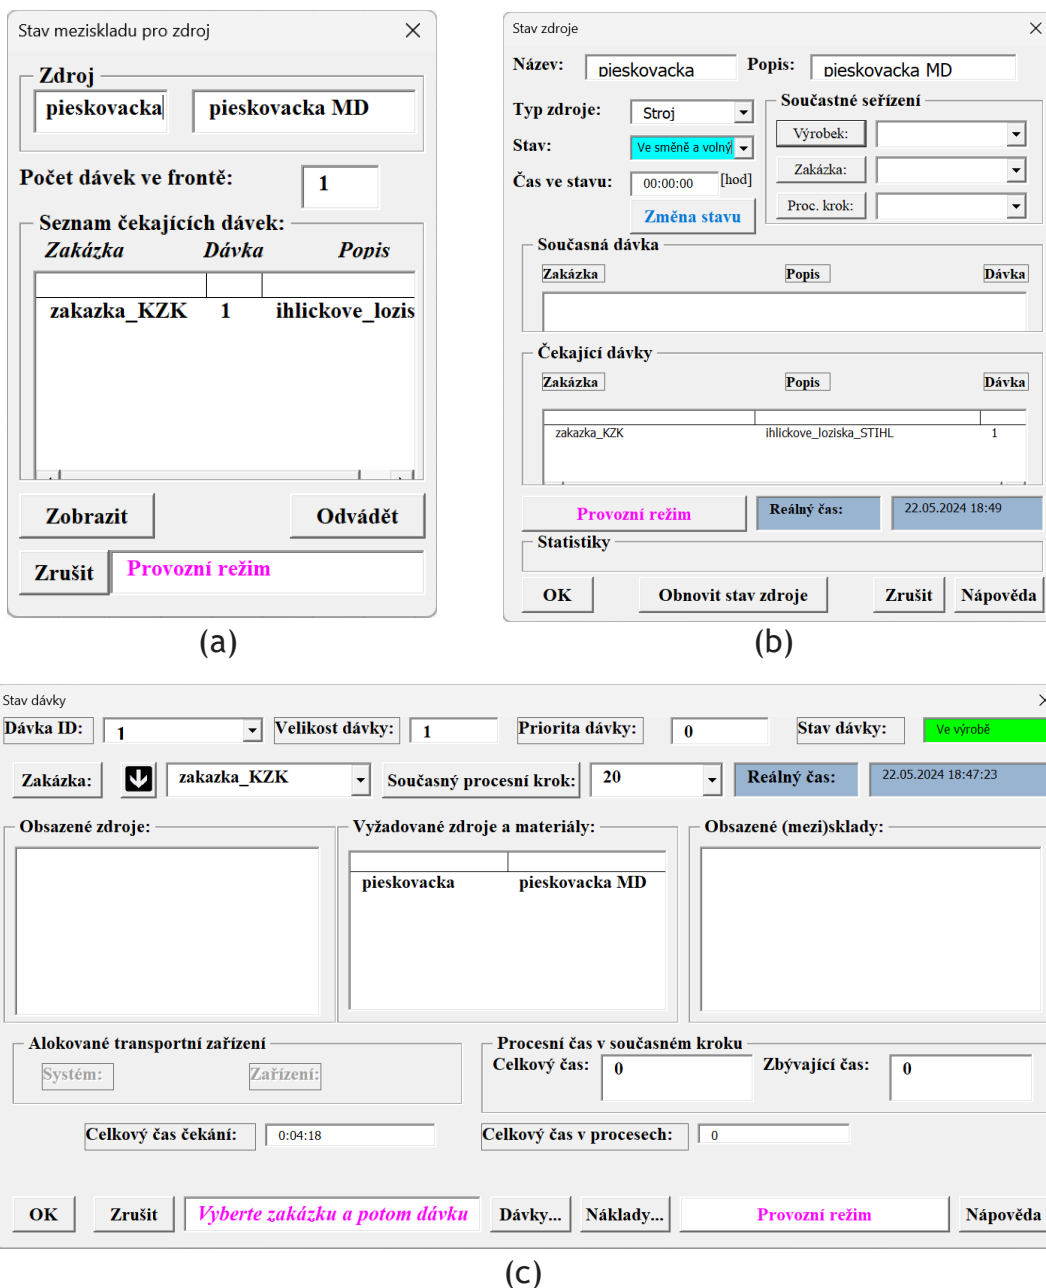 Stav meziskladu pro zdroj
Zdroj
pieskovacka pieskovacka MD
Počet dávek ve frontě: 1
Seznam čekajících dávek:
Zakázka Dávka Popis
zakazka_KZK 1 ihlickove_lozis
Zobrazit Odvádět
Zrušit Provozní režim
(a)
Stav zdroje
Název: pieskovacka Popis: pieskovacka MD
Typ zdroje: Stroj
Součastné seřízení
Výrobek:
Stav: Ve směně a volný
Zakázka:
Čas ve stavu: 00:00:00 [hod]
Proc. krok:
Změna stavu
Současná dávka
Zakázka Popis Dávka
Čekající dávky
Zakázka Popis Dávka
zakazka_KZK ihlickove_loziska_STIHL 1
Provozní režim Reálný čas: 22.05.2024 18:49
Statistiky
OK Obnovit stav zdroje Zrušit Nápověda
(b)
Stav dávky
Dávka ID: 1 Velikost dávky: 1 Priorita dávky: 0 Stav dávky: Ve výrobě
Zakázka: zakazka_KZK Současný procesní krok: 20 Reálný čas: 22.05.2024 18:47:23
Obsazené zdroje: Vyžadované zdroje a materiály: Obsazené (mezi)sklady:
pieskovacka pieskovacka MD
Alokované transportní zařízení Procesní čas v současném kroku
Systém: Zařízení: Celkový čas: 0 Zbývající čas: 0
Celkový čas čekání: 0:04:18 Celkový čas v procesech: 0
OK Zrušit Vyberte zakázku a potom dávku Dávky... Náklady... Provozní režim Nápověda
(c)